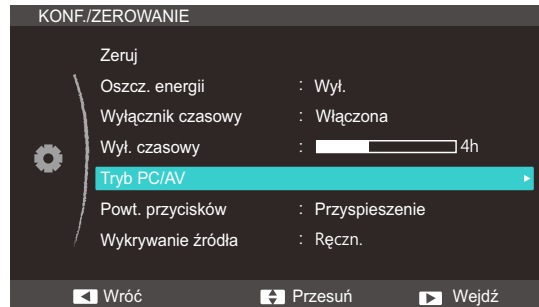 KONF./ZEROWANIE
Zeruj
Oszcz. energii : Wył.
Wyłącznik czasowy : Włączona
Wył. czasowy : 4h
Tryb PC/AV
Powt. przycisków : Przyspieszenie
Wykrywanie źródła : Ręczn.
Wróć Przesuń Wejdź